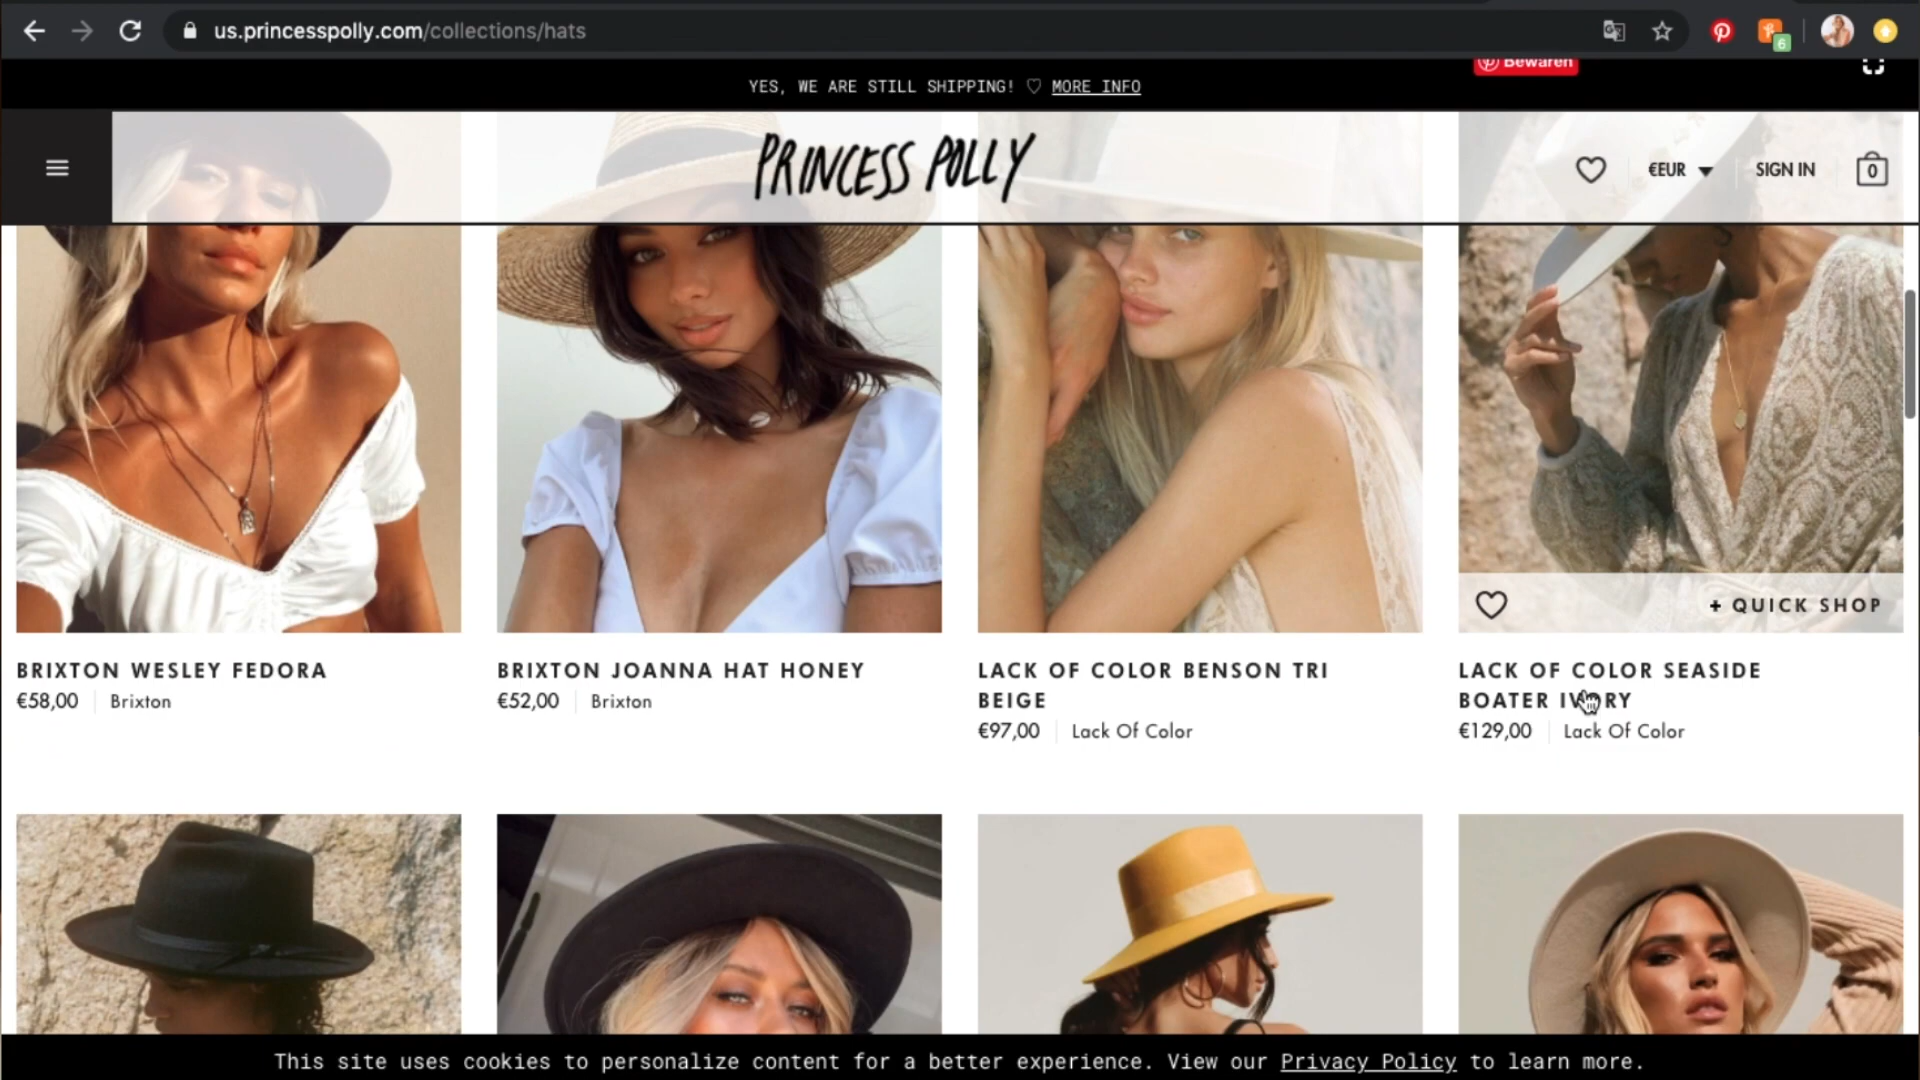 us.princesspolly.com/collections/hats
6
Bewaren
YES, WE ARE STILL SHIPPING! ♡ MORE INFO
PRINCESS POLLY
€EUR
SIGN IN
0
+ QUICK SHOP
BRIXTON WESLEY FEDORA
€58,00 Brixton
BRIXTON JOANNA HAT HONEY
€52,00 Brixton
LACK OF COLOR BENSON TRI
BEIGE
€97,00 Lack Of Color
LACK OF COLOR SEASIDE
BOATER IVORY
€129,00 Lack Of Color
This site uses cookies to personalize content for a better experience. View our Privacy Policy to learn more.